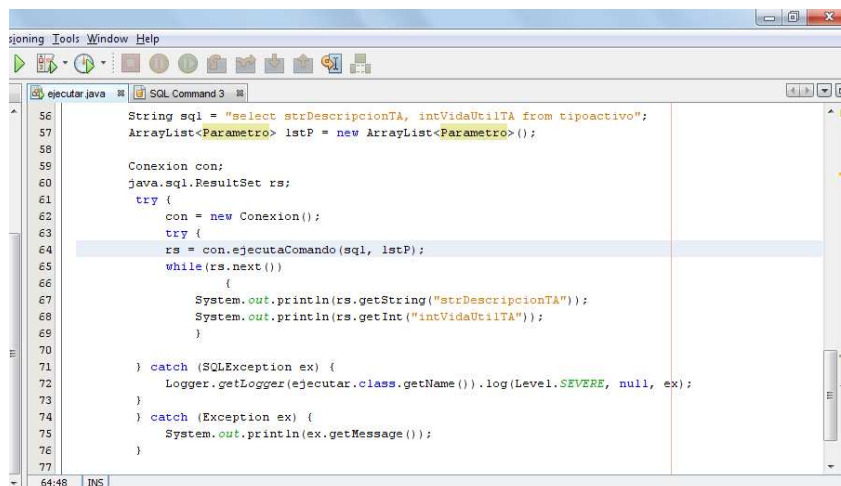 sioning Tools Window Help
ejecutar.java SQL Command 3
56 String sql = "select strDescripcionTA, intVidaUtilTA from tipoactivo";
57 ArrayList<Parametro> lstP = new ArrayList<Parametro>();
58
59 Conexion con;
60 java.sql.ResultSet rs;
61 try {
62 con = new Conexion();
63 try {
64 rs = con.ejecutaComando(sql, lstP);
65 while(rs.next())
66 {
67 System.out.println(rs.getString("strDescripcionTA"));
68 System.out.println(rs.getInt("intVidaUtilTA"));
69 }
70
71 } catch (SQLException ex) {
72 Logger.getLogger(ejecutar.class.getName()).log(Level.SEVERE, null, ex);
73 }
74 } catch (Exception ex) {
75 System.out.println(ex.getMessage());
76 }
77
64:48 INS